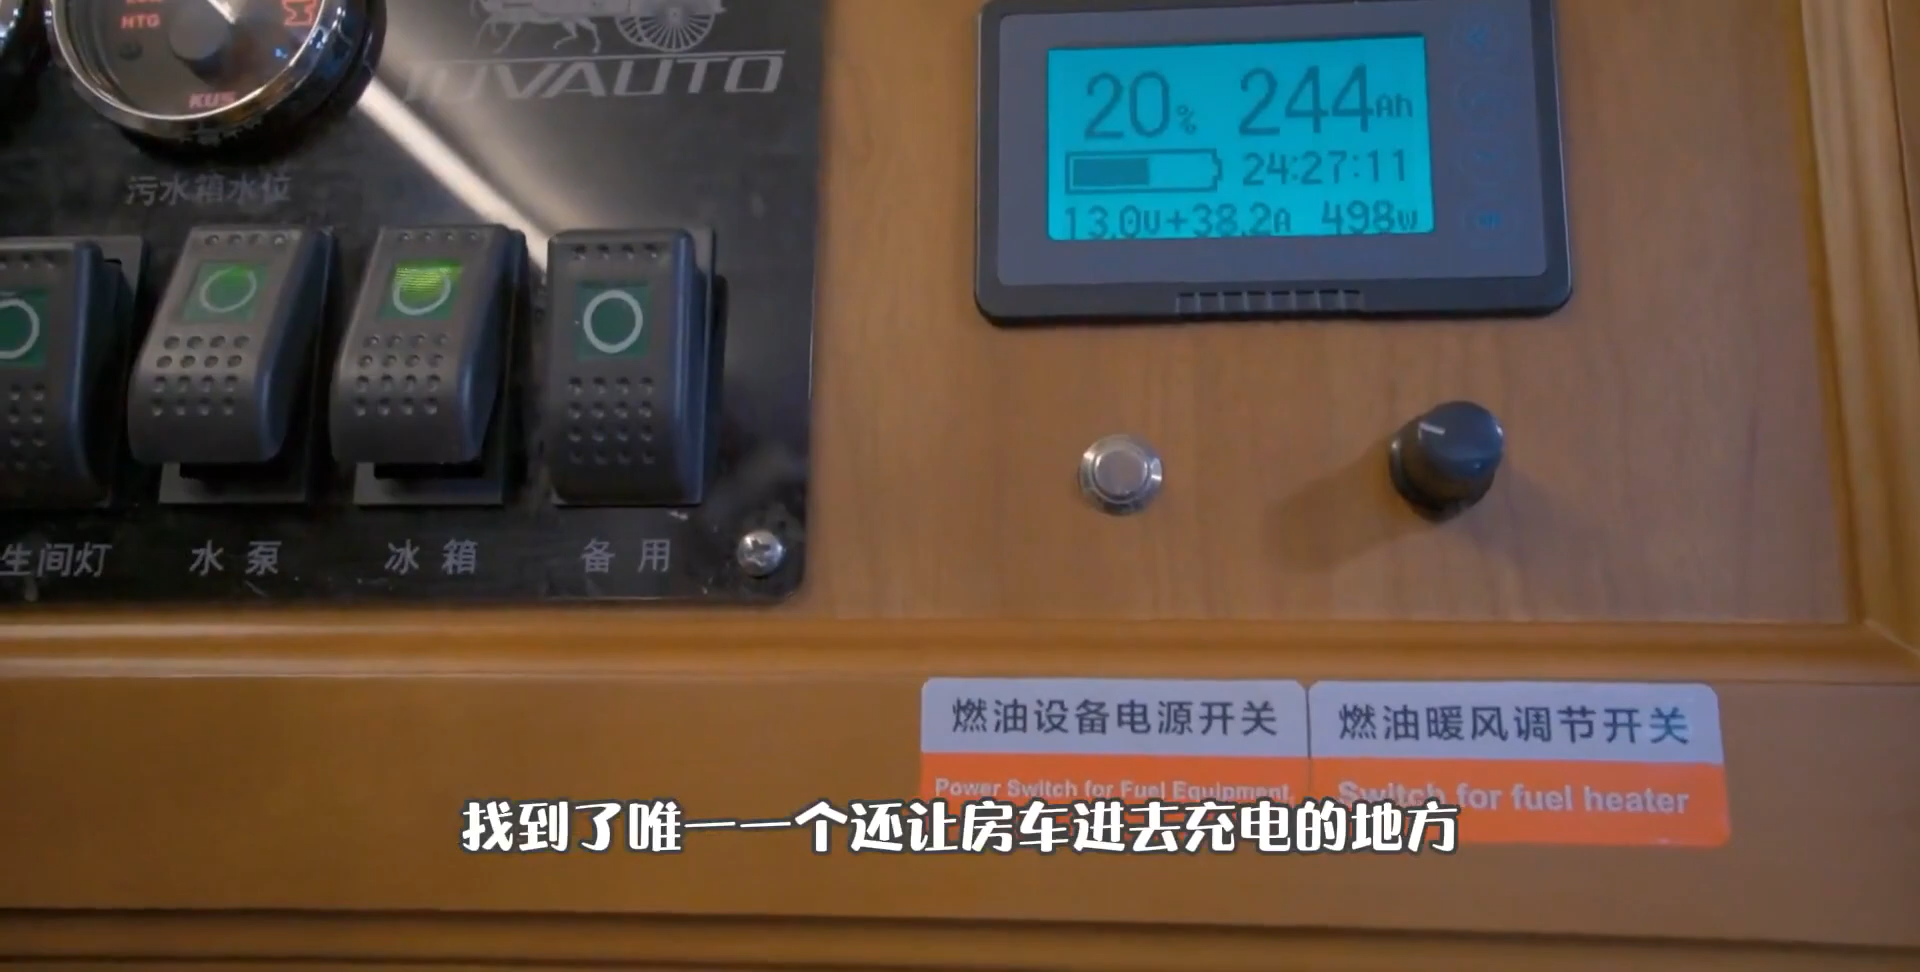 HTG
KUS
JUVAUTO
污水箱水位
生间灯
水泵
冰箱
备用
20% 244Ah
24:27:11
13.0V+38.2A 498W
燃油设备电源开关
Power Switch for Fuel Equipment
燃油暖风调节开关
Switch for fuel heater
找到了唯一一个还让房车进去充电的地方